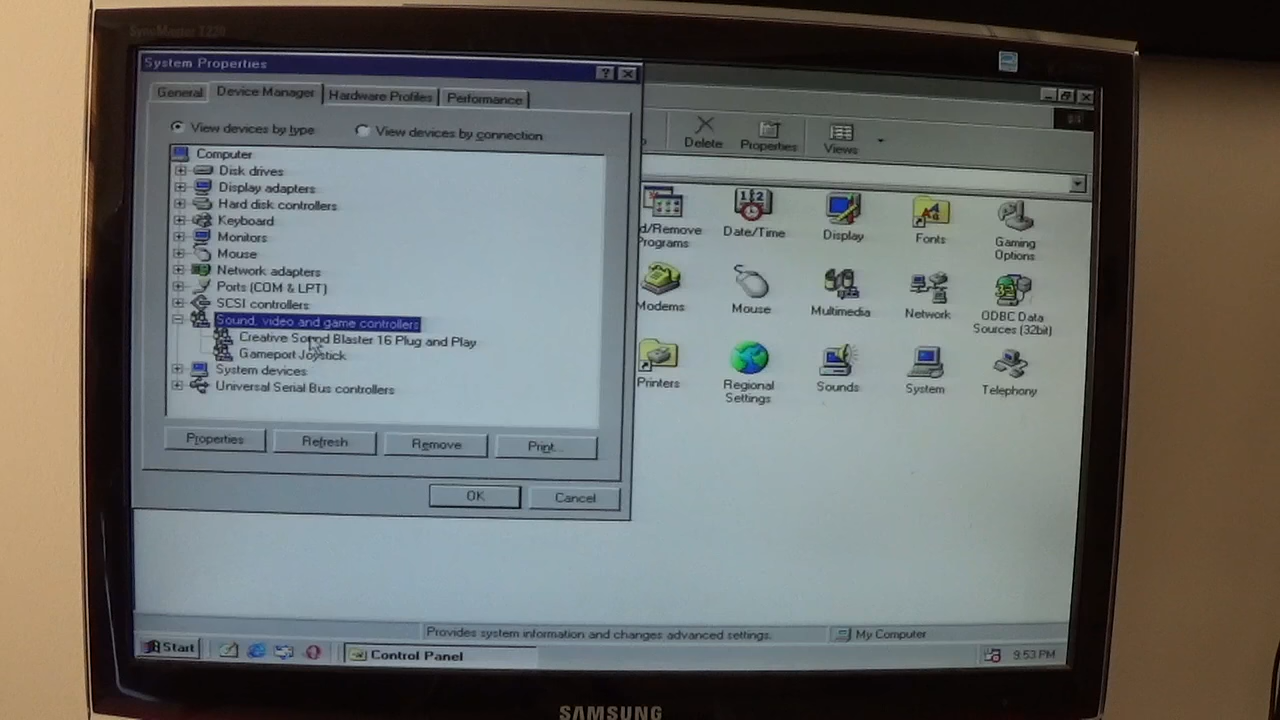 SyncMaster T220
System Properties
General
Device Manager
Hardware Profiles
Performance
View devices by type
View devices by connection
Computer
Disk drives
Display adapters
Hard disk controllers
Keyboard
Monitors
Mouse
Network adapters
Ports (COM & LPT)
SCSI controllers
Sound, video and game controllers
Creative Sound Blaster 16 Plug and Play
Gameport Joystick
System devices
Universal Serial Bus controllers
Properties
Refresh
Remove
Print...
OK
Cancel
Delete
Properties
Views
d/Remove
Programs
Date/Time
Display
Fonts
Gaming
Options
Modems
Mouse
Multimedia
Network
ODBC Data
Sources (32bit)
Printers
Regional
Settings
Sounds
System
Telephony
Provides system information and changes advanced settings.
My Computer
Start
Control Panel
9:53 PM
SAMSUNG